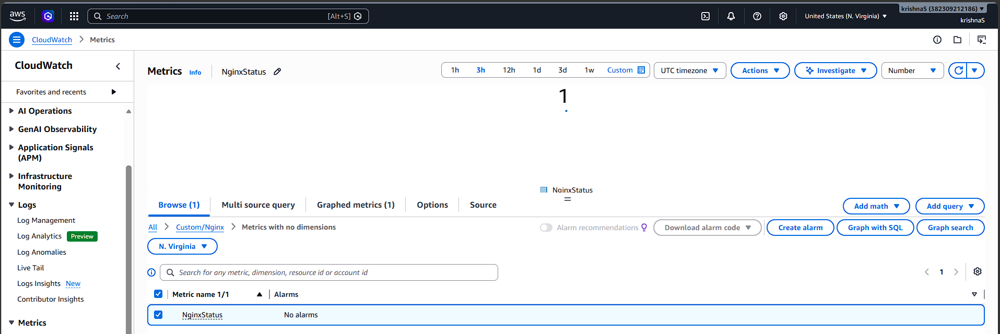 aws
Search [Alt+S]
United States (N. Virginia)
krishnaS (382309212186)
krishnaS
CloudWatch > Metrics
CloudWatch
Favorites and recents
AI Operations
GenAI Observability
Application Signals
(APM)
Infrastructure
Monitoring
Logs
Log Management
Log Analytics Preview
Log Anomalies
Live Tail
Logs Insights New
Contributor Insights
Metrics
Metrics Info NginxStatus
1h 3h 12h 1d 3d 1w Custom UTC timezone Actions Investigate Number
1
NginxStatus
Browse (1) Multi source query Graphed metrics (1) Options Source Add math Add query
All > Custom/Nginx > Metrics with no dimensions Alarm recommendations Download alarm code Create alarm Graph with SQL Graph search
N. Virginia
Search for any metric, dimension, resource id or account id
1
Metric name 1/1 Alarms
NginxStatus No alarms